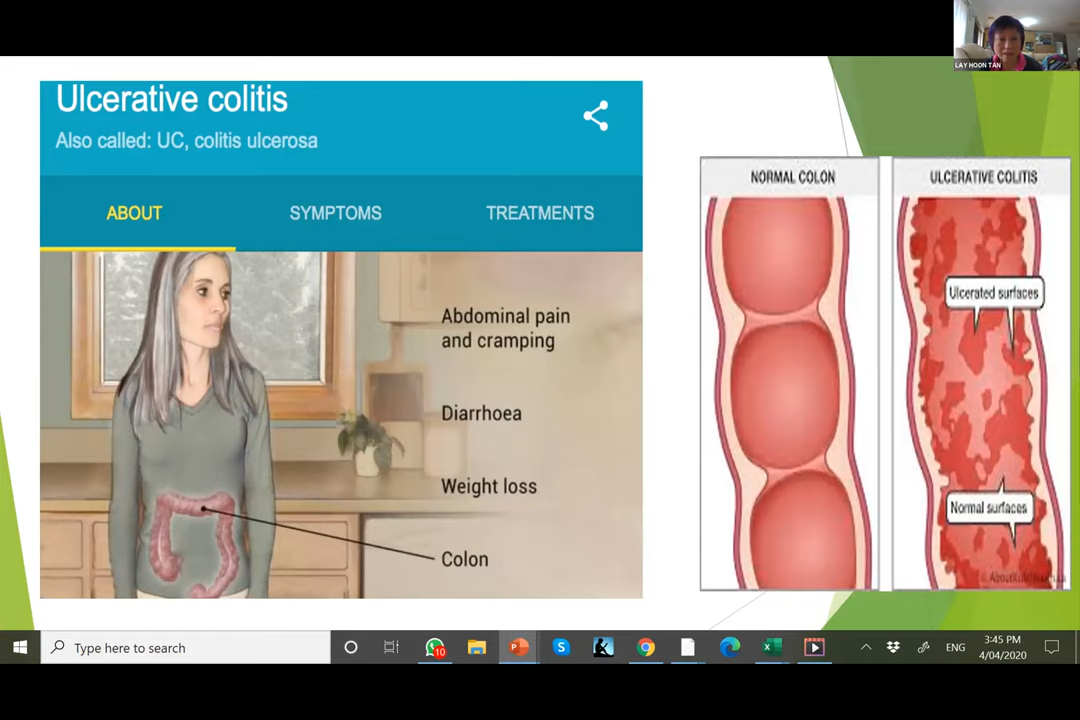 LAY HOON TAN
Ulcerative colitis
Also called: UC, colitis ulcerosa
ABOUT
SYMPTOMS
TREATMENTS
Abdominal pain
and cramping
Diarrhoea
Weight loss
Colon
NORMAL COLON
ULCERATIVE COLITIS
Ulcerated surfaces
Normal surfaces
Type here to search
10
ENG
3:45 PM
4/04/2020